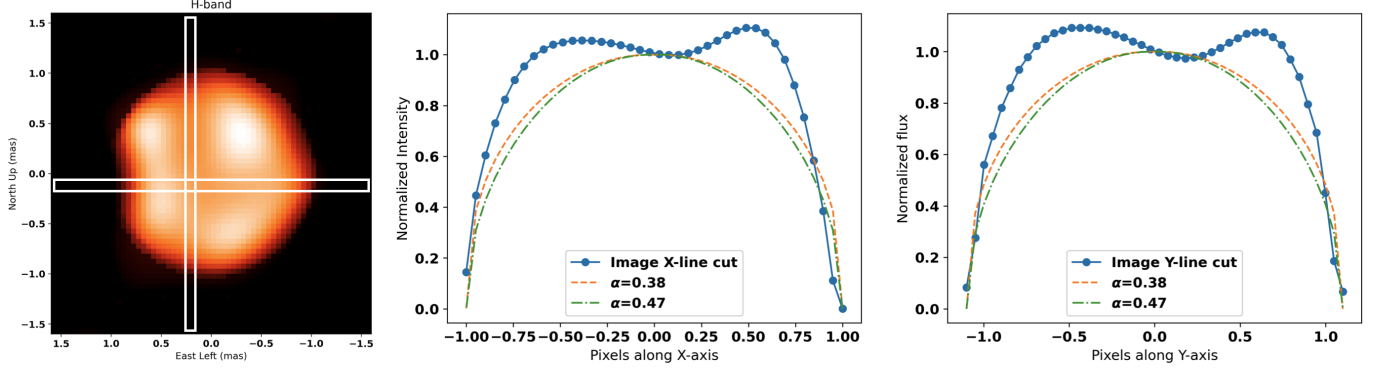 H-band
1.5
1.0
0.5
0.0
−0.5
−1.0
−1.5
North Up (mas)
1.5 1.0 0.5 0.0 −0.5 −1.0 −1.5
East Left (mas)
1.0
0.8
0.6
0.4
0.2
0.0
Normalized Intensity
Image X-line cut
α=0.38
α=0.47
−1.00 −0.75 −0.50 −0.25 0.00 0.25 0.50 0.75 1.00
Pixels along X-axis
1.0
0.8
0.6
0.4
0.2
0.0
Normalized flux
Image Y-line cut
α=0.38
α=0.47
−1.0 −0.5 0.0 0.5 1.0
Pixels along Y-axis